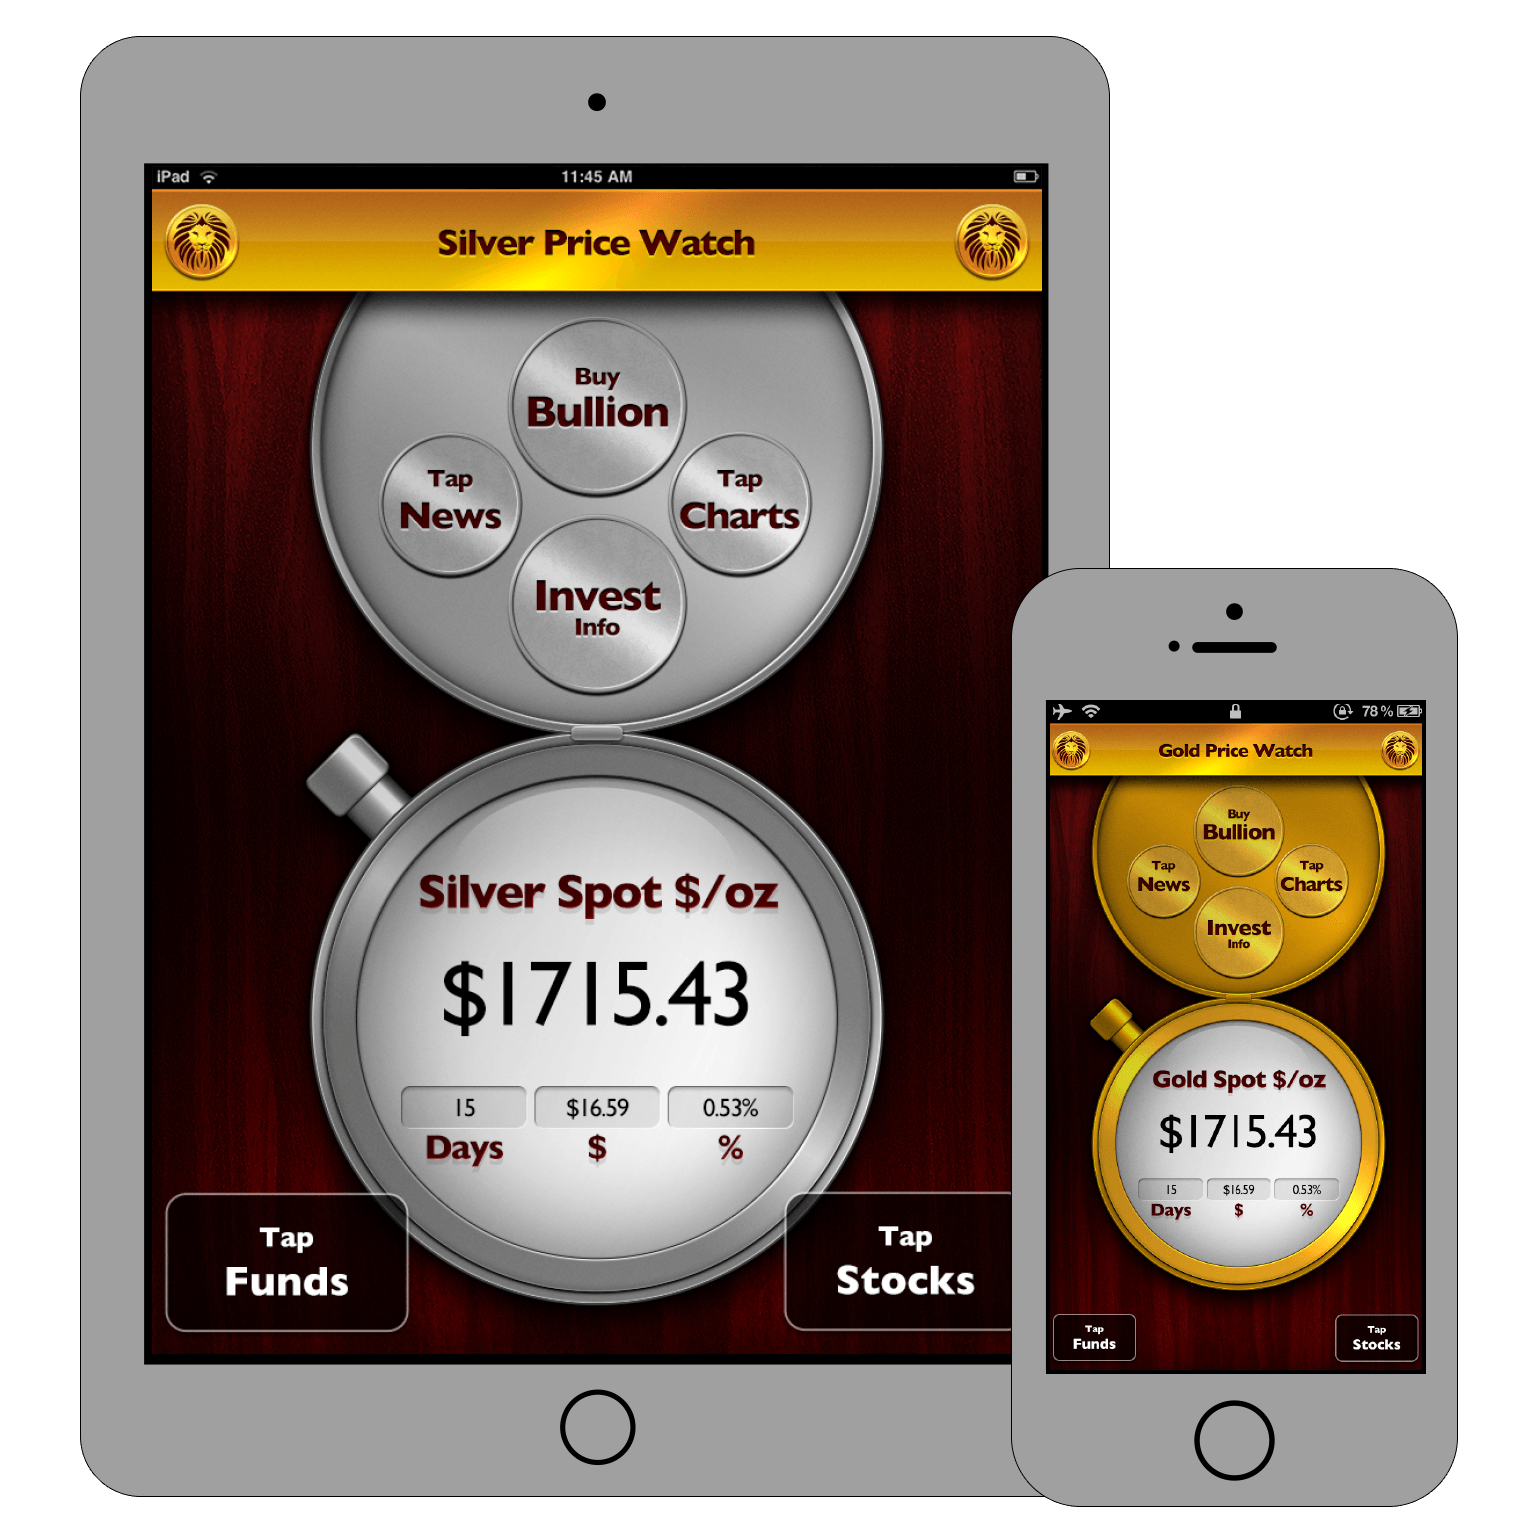 iPad
11:45 AM
Silver Price Watch
Buy
Bullion
Tap
News
Tap
Charts
Invest
Info
Silver Spot $/oz
$1715.43
15
$16.59
0.53%
Days
$
%
Tap
Funds
Tap
Stocks
78%
Gold Price Watch
Buy
Bullion
Tap
News
Tap
Charts
Invest
Info
Gold Spot $/oz
$1715.43
15
$16.59
0.53%
Days
$
%
Tap
Funds
Tap
Stocks